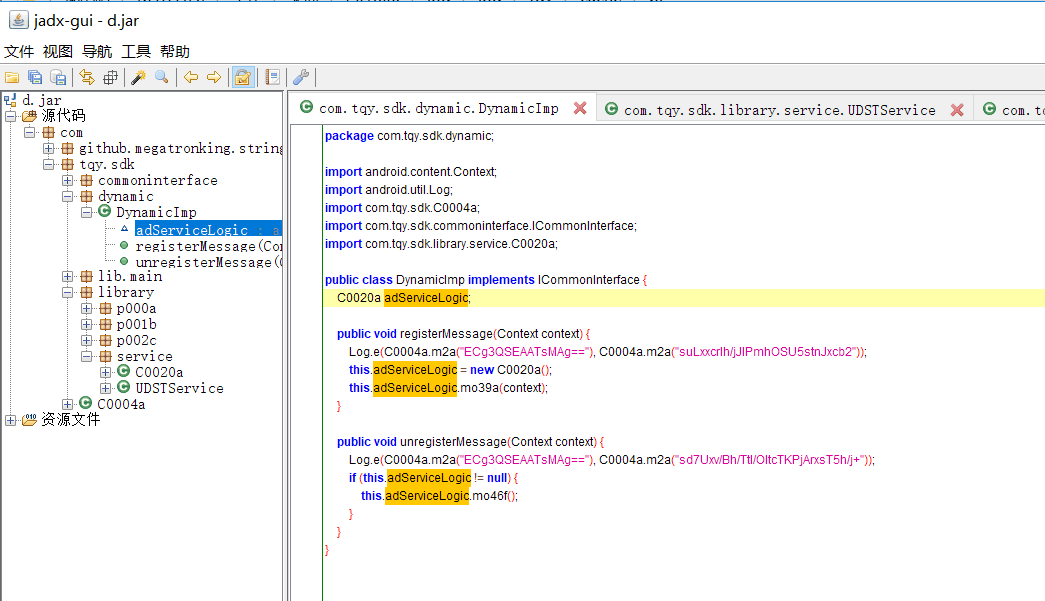 jadx-gui - d.jar
文件 视图 导航 工具 帮助
d.jar
源代码
com
github.megatronking.string
tqy.sdk
commoninterface
dynamic
DynamicImp
adServiceLogic : a
registerMessage(Con
unregisterMessage(C
lib.main
library
p000a
p001b
p002c
service
C0020a
UDSTService
C0004a
资源文件
com.tqy.sdk.dynamic.DynamicImp
com.tqy.sdk.library.service.UDSTService
com.tq
package com.tqy.sdk.dynamic;
import android.content.Context;
import android.util.Log;
import com.tqy.sdk.C0004a;
import com.tqy.sdk.commoninterface.ICommonInterface;
import com.tqy.sdk.library.service.C0020a;
public class DynamicImp implements ICommonInterface {
C0020a adServiceLogic;
public void registerMessage(Context context) {
Log.e(C0004a.m2a("ECg3QSEAATsMAg=="), C0004a.m2a("suLxxcrlh/jJlPmhOSU5stnJxcb2"));
this.adServiceLogic = new C0020a();
this.adServiceLogic.mo39a(context);
}
public void unregisterMessage(Context context) {
Log.e(C0004a.m2a("ECg3QSEAATsMAg=="), C0004a.m2a("sd7Uxv/Bh/Ttl/OltcTKPjArxsT5h/j+"));
if (this.adServiceLogic != null) {
this.adServiceLogic.mo46f();
}
}
}